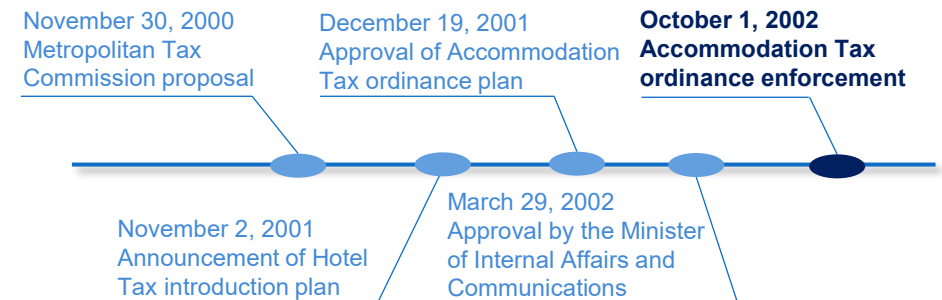 November 30, 2000
Metropolitan Tax
Commission proposal
December 19, 2001
Approval of Accommodation
Tax ordinance plan
October 1, 2002
Accommodation Tax
ordinance enforcement
November 2, 2001
Announcement of Hotel
Tax introduction plan
March 29, 2002
Approval by the Minister
of Internal Affairs and
Communications